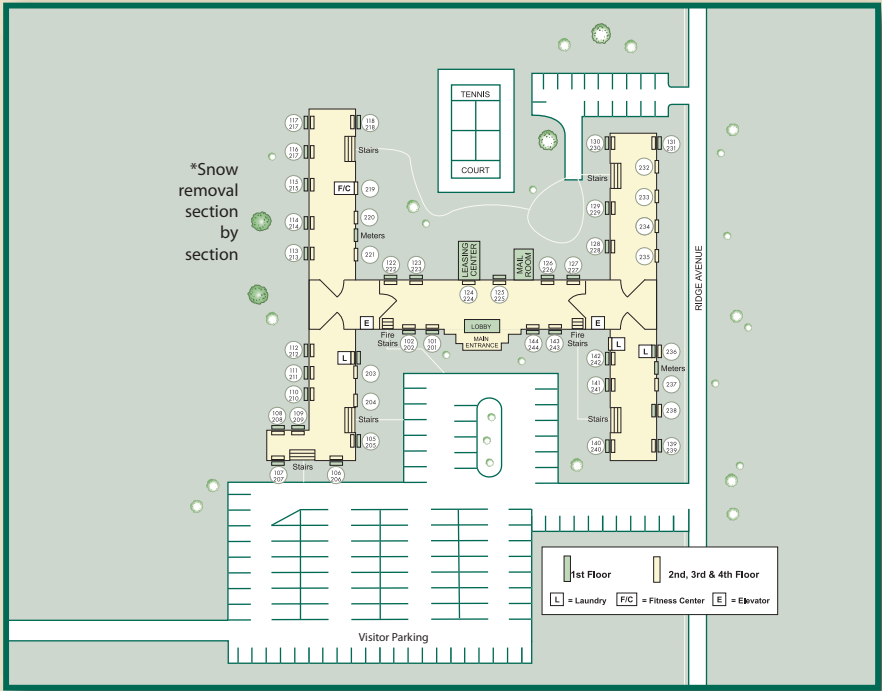 TENNIS
COURT
117
217
118
218
116
217
Stairs
*Snow
removal
section
by
section
115
215
F/C
219
114
214
220
Meters
113
213
221
130
230
131
231
232
Stairs
233
129
229
234
128
228
235
RIDGE AVENUE
122
222
123
223
LEASING
CENTER
MAIL
ROOM
126
226
127
227
124
224
125
225
E
Fire
Stairs
102
202
101
201
LOBBY
MAIN
ENTRANCE
144
244
143
243
Fire
Stairs
E
112
212
L
111
211
203
110
210
204
108
208
109
209
Stairs
105
205
107
207
Stairs
106
206
L
142
242
L
236
Meters
141
241
237
Stairs
238
140
240
139
239
1st Floor
2nd, 3rd & 4th Floor
L = Laundry
F/C = Fitness Center
E = Elevator
Visitor Parking